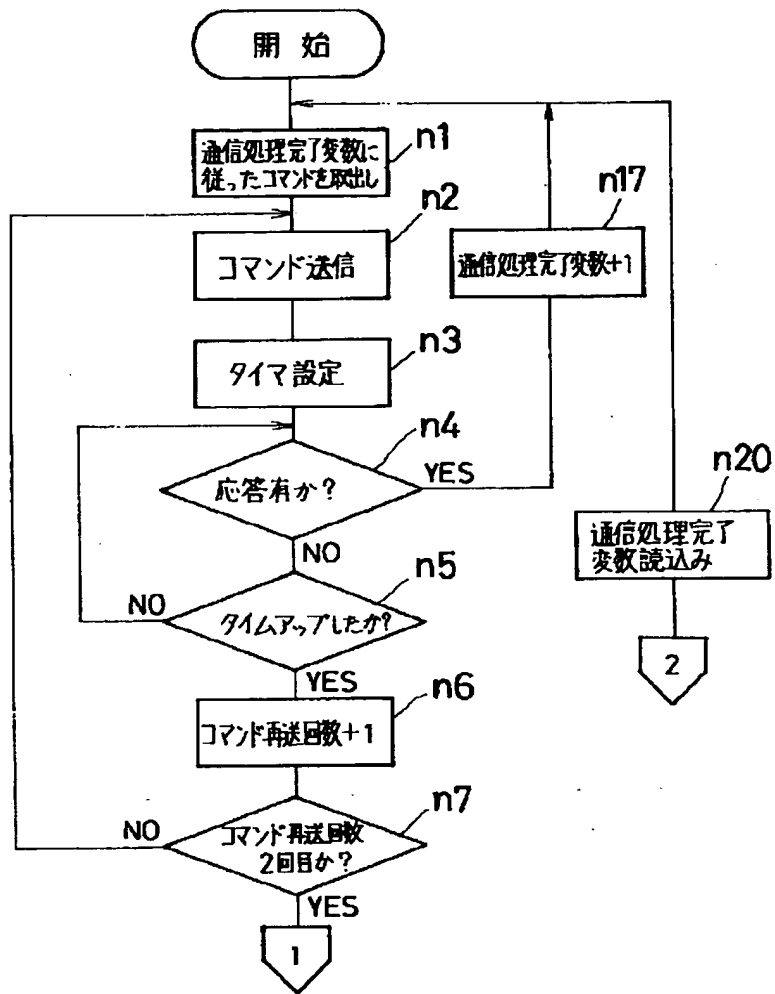 開始
通信処理完了変数に
従ったコマンドを取出し
n1
n2
コマンド送信
n17
通信処理完了変数+1
タイマ設定
n3
n4
応答有か?
YES
NO
n20
通信処理完了
変数読込み
n5
タイムアップしたか?
NO
YES
2
n6
コマンド再送回数+1
n7
コマンド再送回数
2回目か?
NO
YES
1